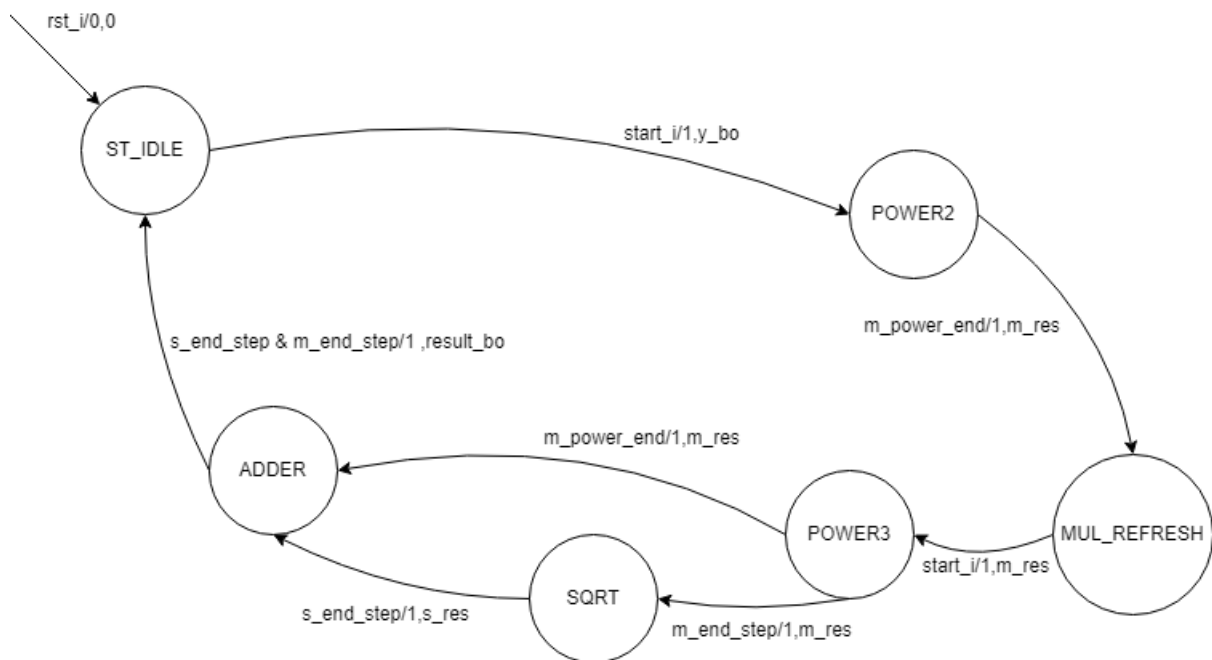 rst_i/0,0
ST_IDLE
start_i/1,y_bo
POWER2
m_power_end/1,m_res
s_end_step & m_end_step/1 ,result_bo
m_power_end/1,m_res
ADDER
POWER3
MUL_REFRESH
start_i/1,m_res
SQRT
s_end_step/1,s_res
m_end_step/1,m_res